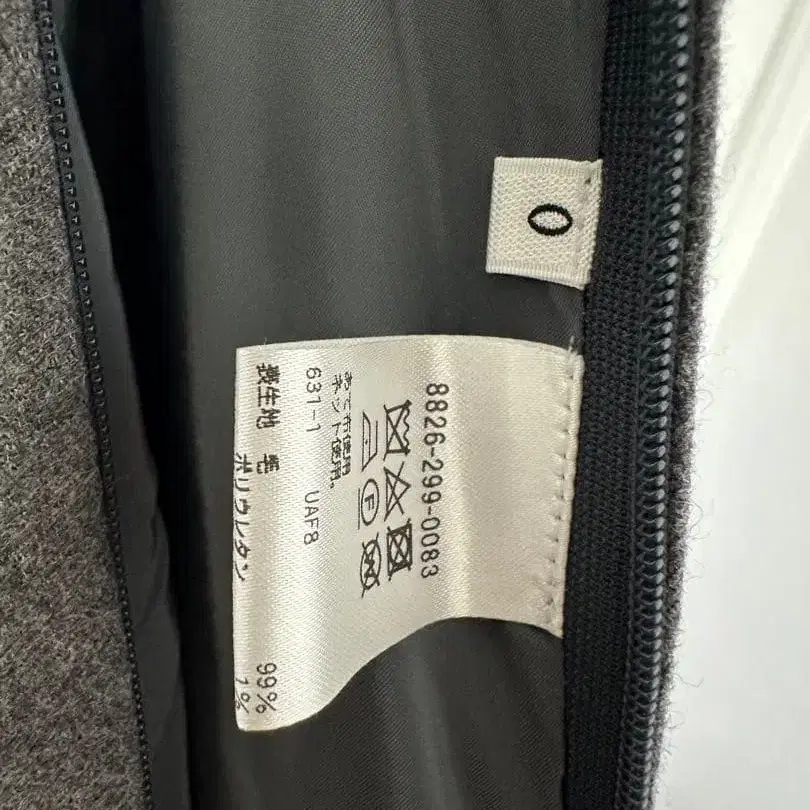 0
8826-299-0083
あて布使用
ネット使用。
631-1 UAF8
表生地 毛 99%
ポリウレタン 1%